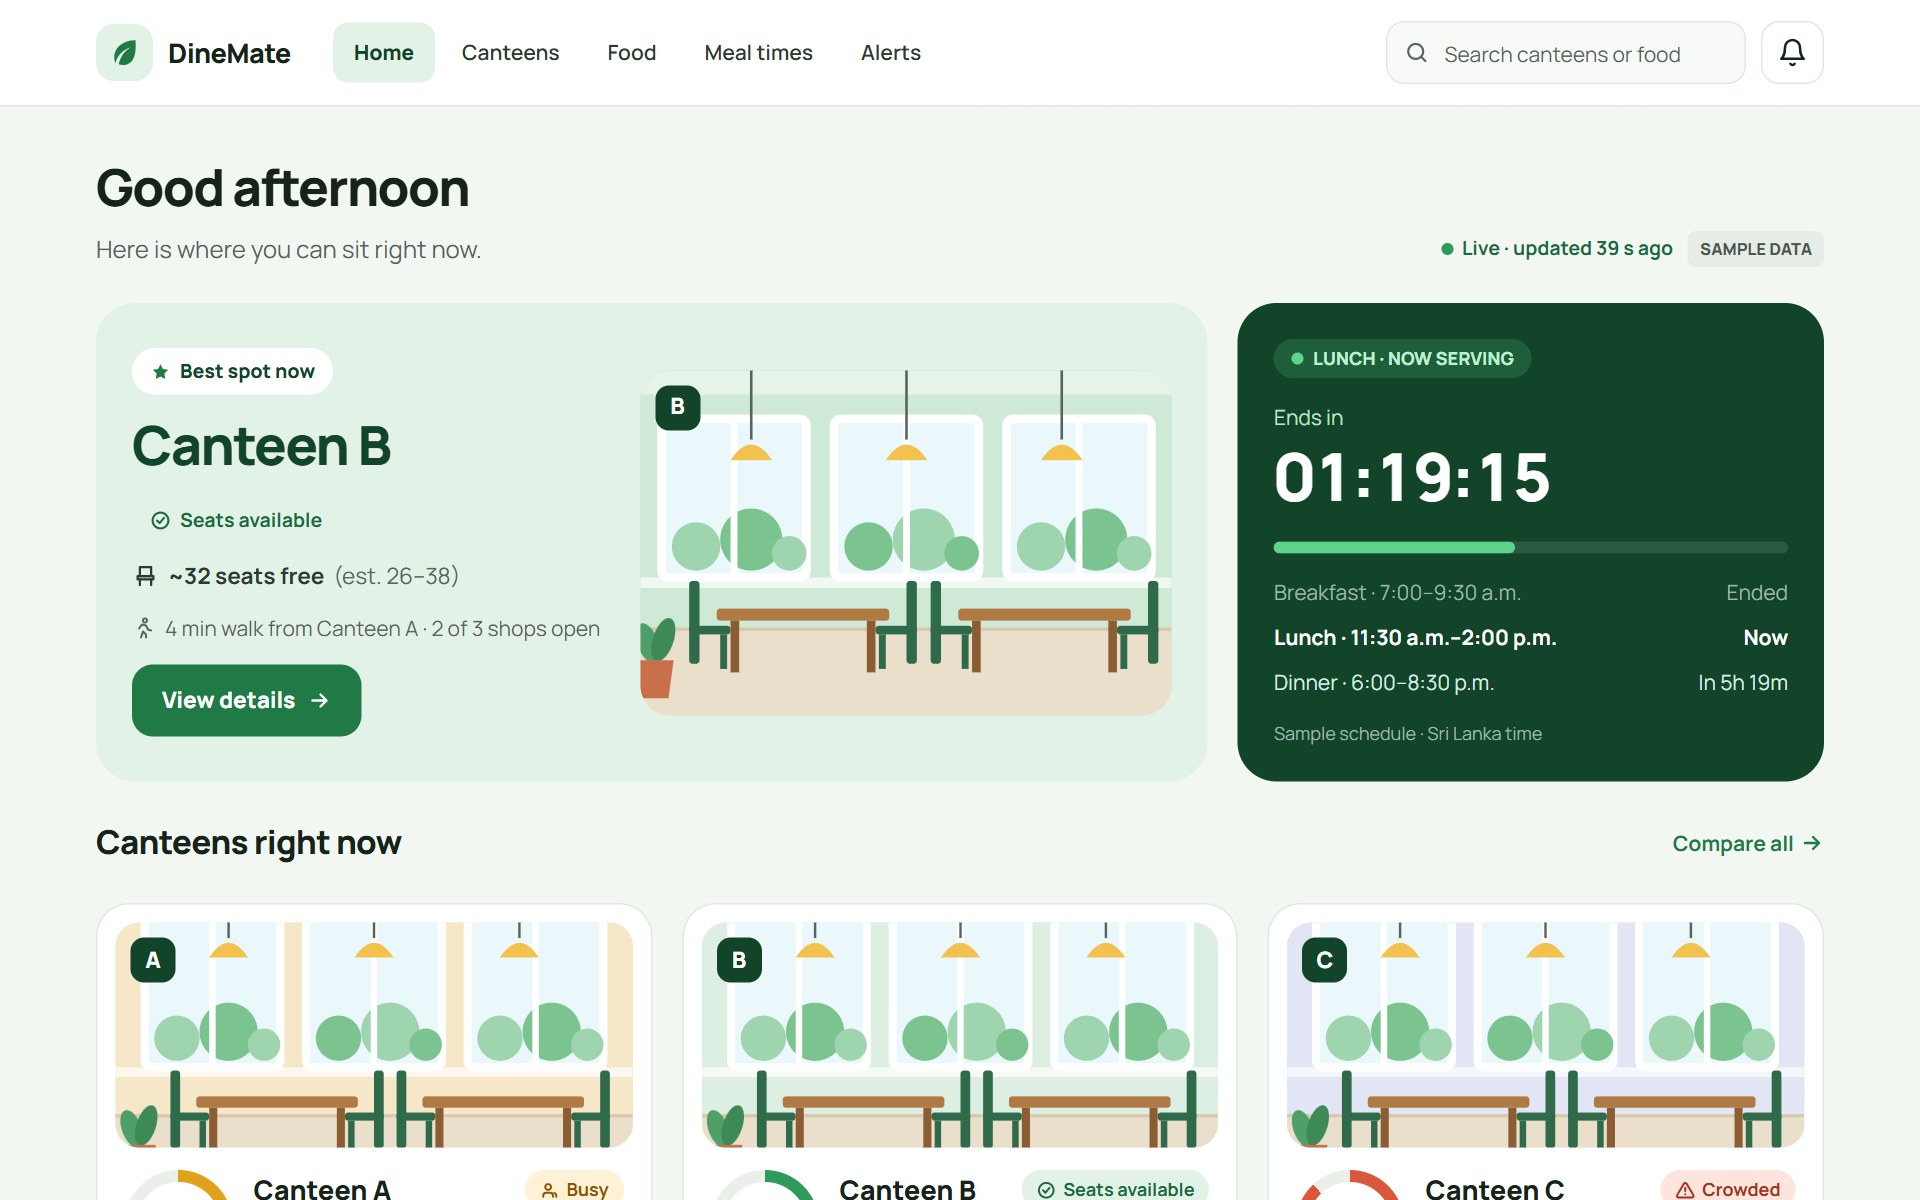 DineMate
Home
Canteens
Food
Meal times
Alerts
Search canteens or food
Good afternoon
Here is where you can sit right now.
Live · updated 39 s ago
SAMPLE DATA
Best spot now
Canteen B
Seats available
~32 seats free (est. 26–38)
4 min walk from Canteen A · 2 of 3 shops open
View details
B
LUNCH · NOW SERVING
Ends in
01:19:15
Breakfast · 7:00–9:30 a.m. Ended
Lunch · 11:30 a.m.–2:00 p.m. Now
Dinner · 6:00–8:30 p.m. In 5h 19m
Sample schedule · Sri Lanka time
Canteens right now
Compare all
A
B
C
Canteen A
Busy
Canteen B
Seats available
Canteen C
Crowded